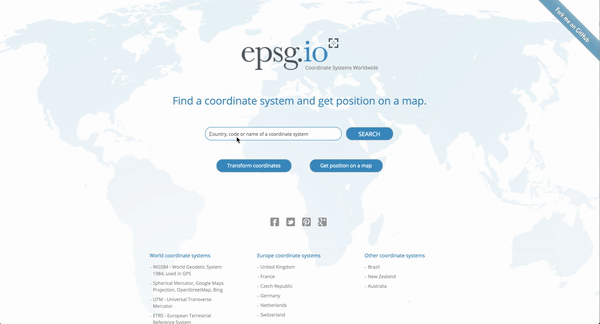 Fork me on GitHub
epsg.io
Coordinate Systems Worldwide
Find a coordinate system and get position on a map.
Country, code or name of a coordinate system
SEARCH
Transform coordinates
Get position on a map
World coordinate systems
- WGS84 - World Geodetic System
1984, used in GPS
- Spherical Mercator, Google Maps
Projection, OpenStreetMap, Bing
- UTM - Universal Transverse
Mercator
- ETRS - European Terrestrial
Reference System
Europe coordinate systems
- United Kingdom
- France
- Czech Republic
- Germany
- Netherlands
- Switzerland
Other coordinate systems
- Brazil
- New Zealand
- Australia